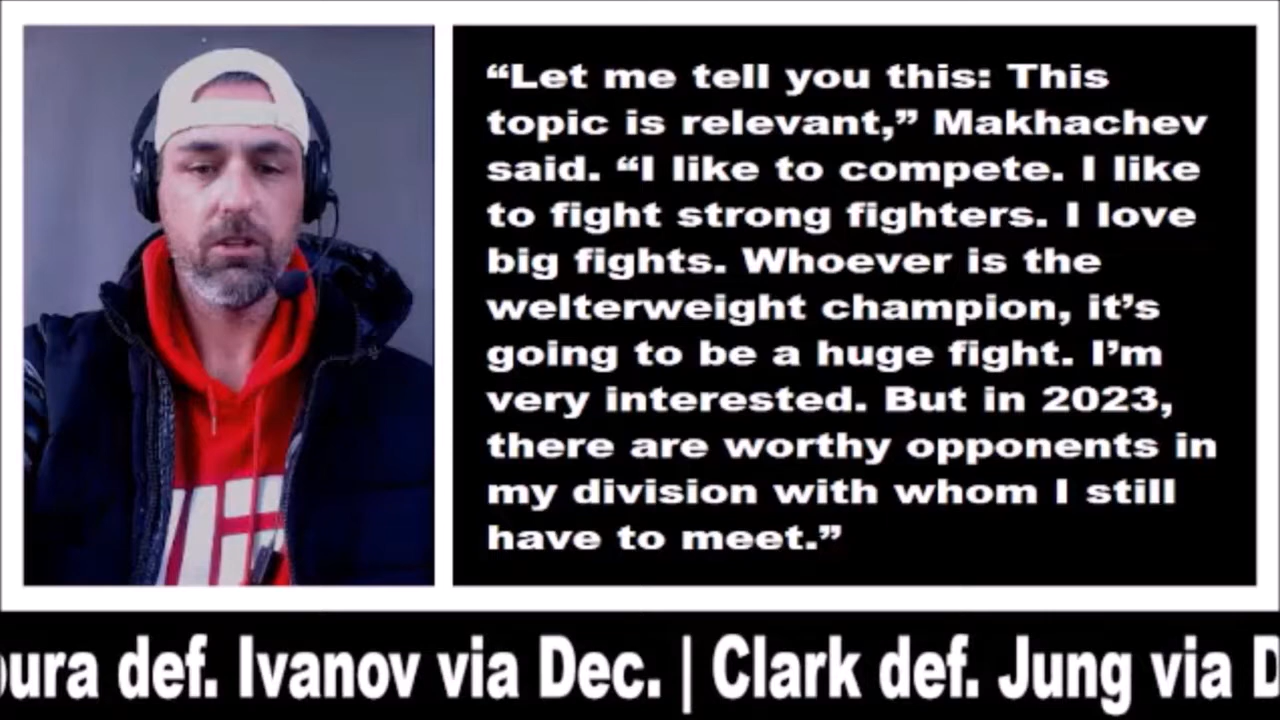 “Let me tell you this: This
topic is relevant,” Makhachev
said. “I like to compete. I like
to fight strong fighters. I love
big fights. Whoever is the
welterweight champion, it’s
going to be a huge fight. I’m
very interested. But in 2023,
there are worthy opponents in
my division with whom I still
have to meet.”
def. Ivanov via Dec. | Clark def. Jung via